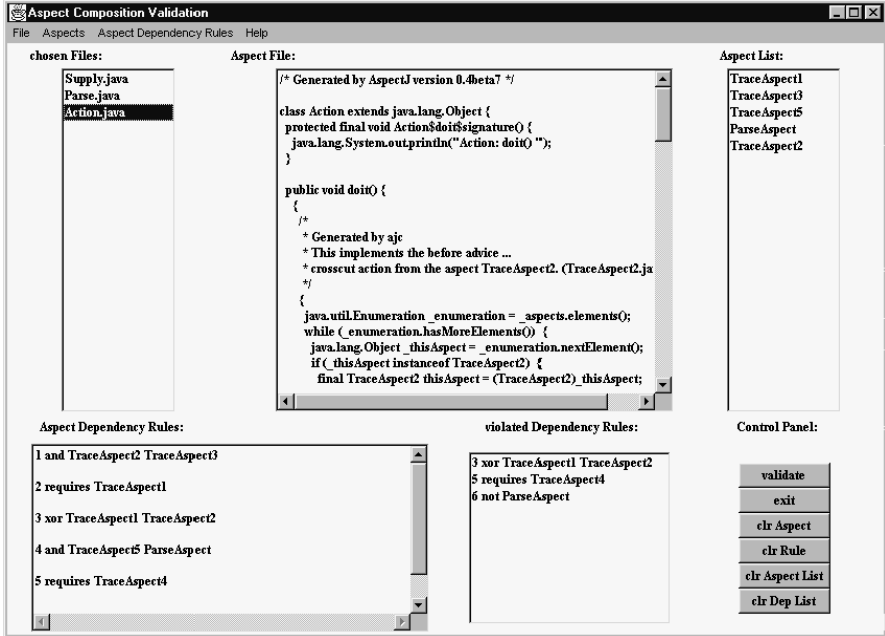 Aspect Composition Validation
File Aspects Aspect Dependency Rules Help
chosen Files:
Supply.java
Parse.java
Action.java
Aspect File:
/* Generated by AspectJ version 0.4beta7 */
class Action extends java.lang.Object {
protected final void Action$doit$signature() {
java.lang.System.out.println("Action: doit() ");
}
public void doit() {
{
/*
* Generated by ajc
* This implements the before advice ...
* crosscut action from the aspect TraceAspect2. (TraceAspect2.ja
*/
{
java.util.Enumeration _enumeration = _aspects.elements();
while (_enumeration.hasMoreElements()) {
java.lang.Object _thisAspect = _enumeration.nextElement();
if (_thisAspect instanceof TraceAspect2) {
final TraceAspect2 thisAspect = (TraceAspect2)_thisAspect;
Aspect List:
TraceAspect1
TraceAspect3
TraceAspect5
ParseAspect
TraceAspect2
Aspect Dependency Rules:
1 and TraceAspect2 TraceAspect3
2 requires TraceAspect1
3 xor TraceAspect1 TraceAspect2
4 and TraceAspect5 ParseAspect
5 requires TraceAspect4
violated Dependency Rules:
3 xor TraceAspect1 TraceAspect2
5 requires TraceAspect4
6 not ParseAspect
Control Panel:
validate
exit
clr Aspect
clr Rule
clr Aspect List
clr Dep List